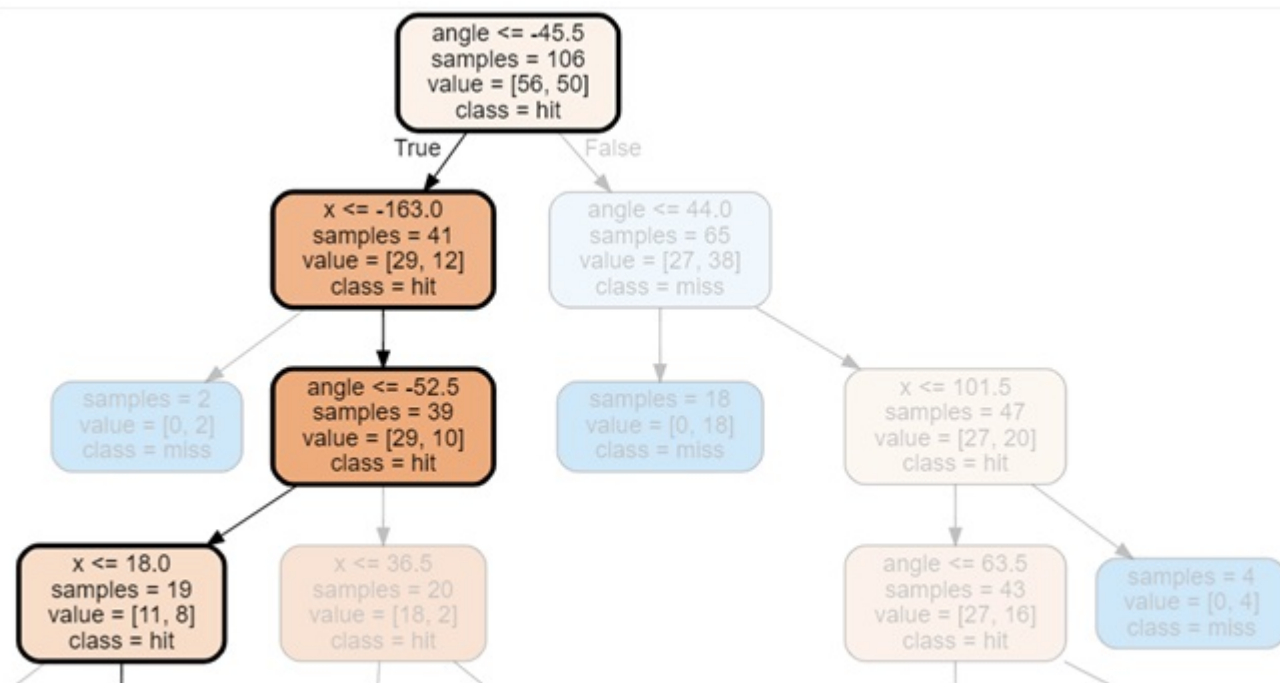 angle <= -45.5
samples = 106
value = [56, 50]
class = hit
True
False
x <= -163.0
samples = 41
value = [29, 12]
class = hit
angle <= 44.0
samples = 65
value = [27, 38]
class = miss
samples = 2
value = [0, 2]
class = miss
angle <= -52.5
samples = 39
value = [29, 10]
class = hit
samples = 18
value = [0, 18]
class = miss
x <= 101.5
samples = 47
value = [27, 20]
class = hit
x <= 18.0
samples = 19
value = [11, 8]
class = hit
x <= 36.5
samples = 20
value = [18, 2]
class = hit
angle <= 63.5
samples = 43
value = [27, 16]
class = hit
samples = 4
value = [0, 4]
class = miss